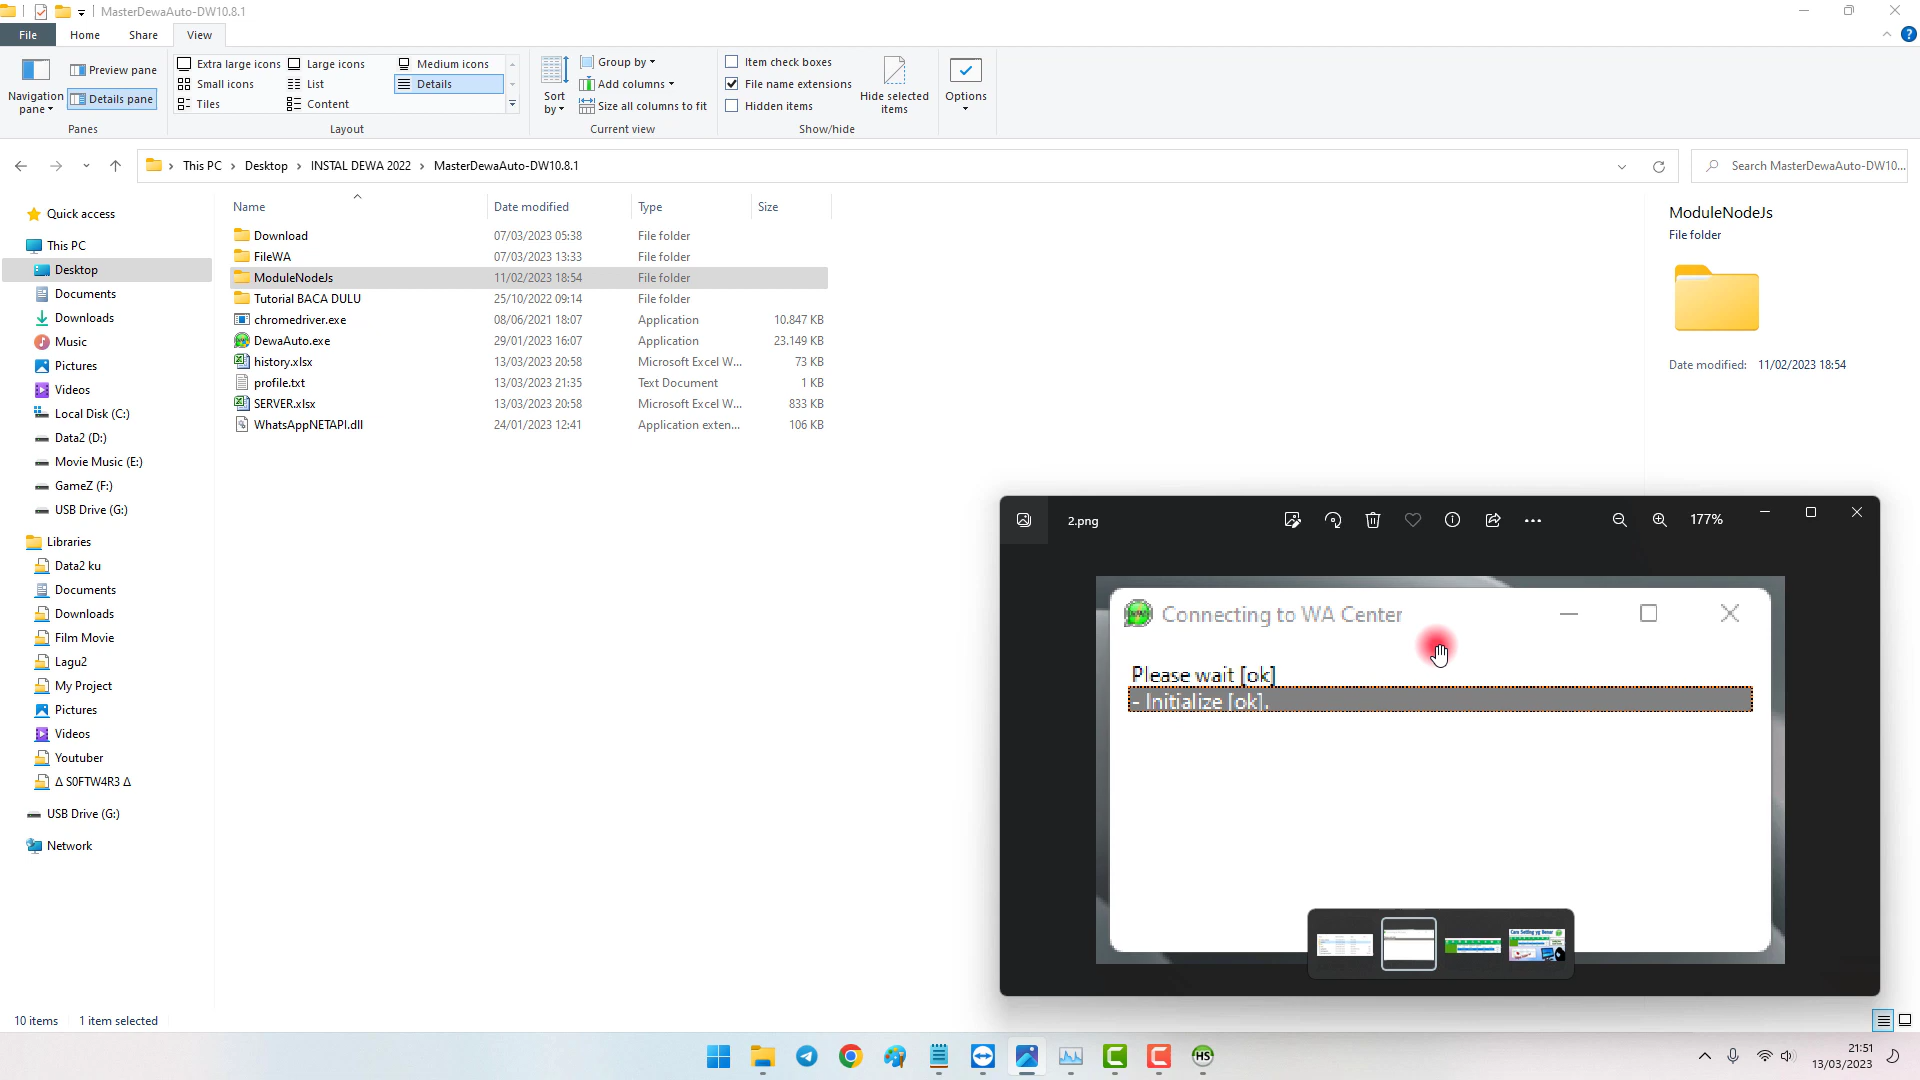 MasterDewaAuto-DW10.8.1
File Home Share View
Navigation pane
Preview pane
Details pane
Panes
Extra large icons Large icons Medium icons
Small icons List Details
Tiles Content
Layout
Sort by
Group by
Add columns
Size all columns to fit
Current view
Item check boxes
File name extensions
Hidden items
Hide selected items
Show/hide
Options
This PC Desktop INSTAL DEWA 2022 MasterDewaAuto-DW10.8.1
Search MasterDewaAuto-DW10...
Quick access
This PC
Desktop
Documents
Downloads
Music
Pictures
Videos
Local Disk (C:)
Data2 (D:)
Movie Music (E:)
GameZ (F:)
USB Drive (G:)
Libraries
Data2 ku
Documents
Downloads
Film Movie
Lagu2
My Project
Pictures
Videos
Youtuber
Δ S0FTW4R3 Δ
USB Drive (G:)
Network
Name Date modified Type Size
Download 07/03/2023 05:38 File folder
FileWA 07/03/2023 13:33 File folder
ModuleNodeJs 11/02/2023 18:54 File folder
Tutorial BACA DULU 25/10/2022 09:14 File folder
chromedriver.exe 08/06/2021 18:07 Application 10.847 KB
DewaAuto.exe 29/01/2023 16:07 Application 23.149 KB
history.xlsx 13/03/2023 20:58 Microsoft Excel W... 73 KB
profile.txt 13/03/2023 21:35 Text Document 1 KB
SERVER.xlsx 13/03/2023 20:58 Microsoft Excel W... 833 KB
WhatsAppNETAPI.dll 24/01/2023 12:41 Application exten... 106 KB
ModuleNodeJs
File folder
Date modified: 11/02/2023 18:54
2.png 177%
Connecting to WA Center
Please wait [ok]
- Initialize [ok].
Cara Setting yg Benar
10 items 1 item selected
HS
21:51
13/03/2023